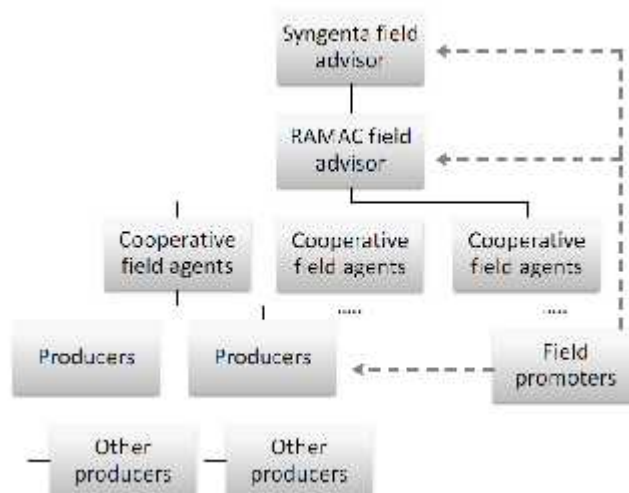 Syngenta field
advisor
RAMAC field
advisor
Cooperative
field agents
Cooperative
field agents
Cooperative
field agents
.....
.....
Producers
Producers
Field
promoters
Other
producers
Other
producers